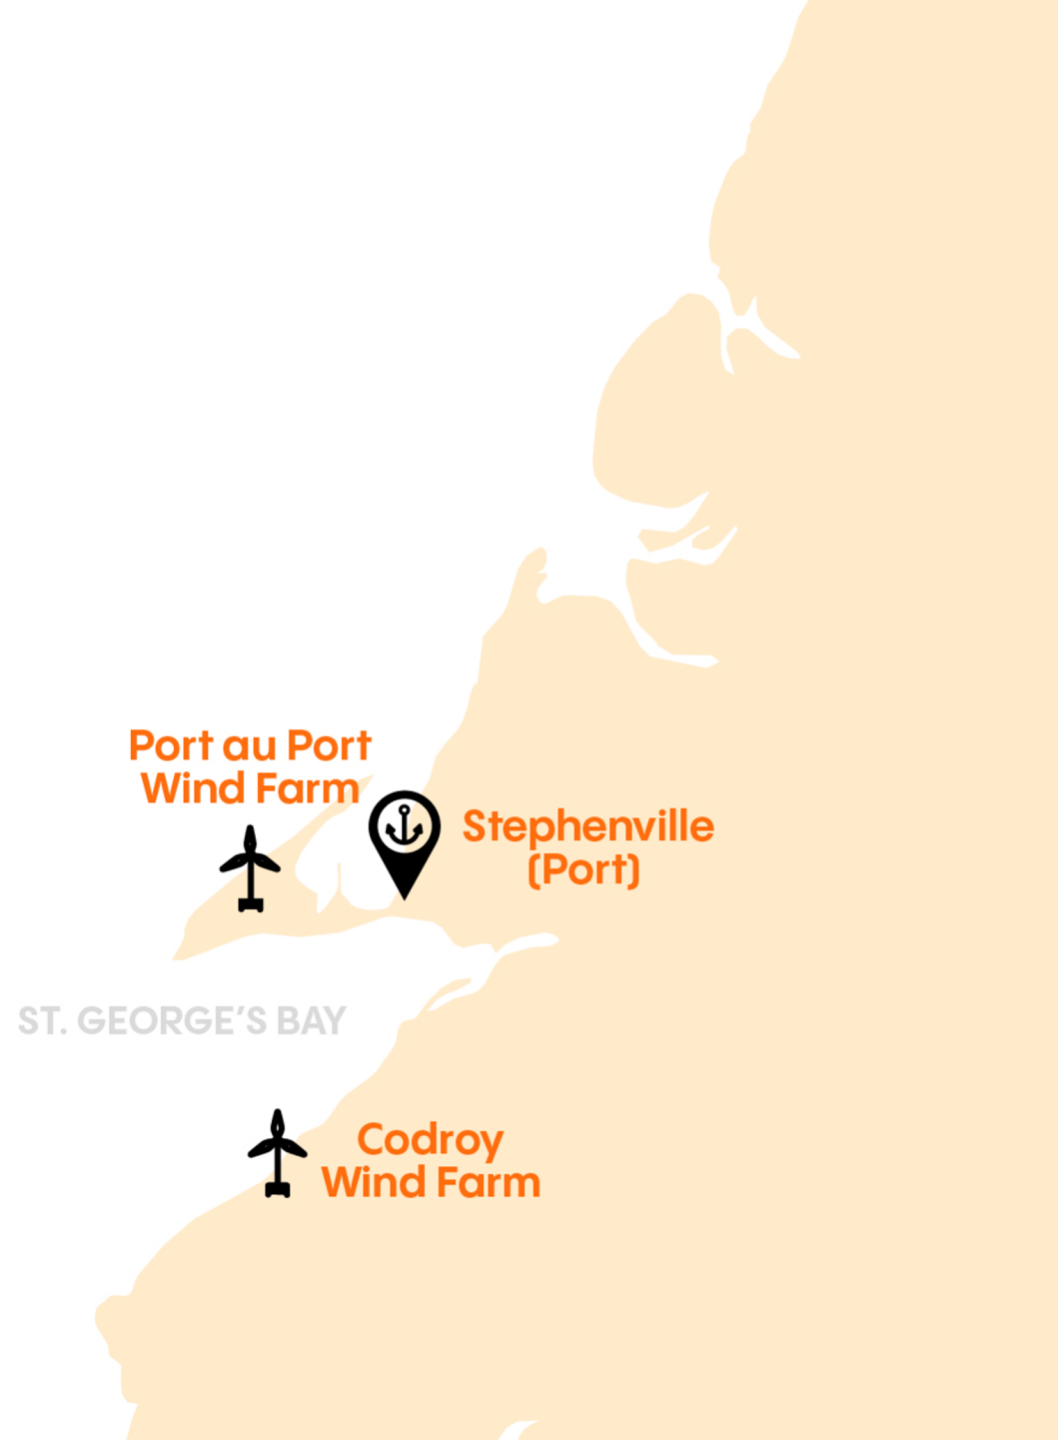 Port au Port
Wind Farm
Stephenville
(Port)
ST. GEORGE’S BAY
Codroy
Wind Farm